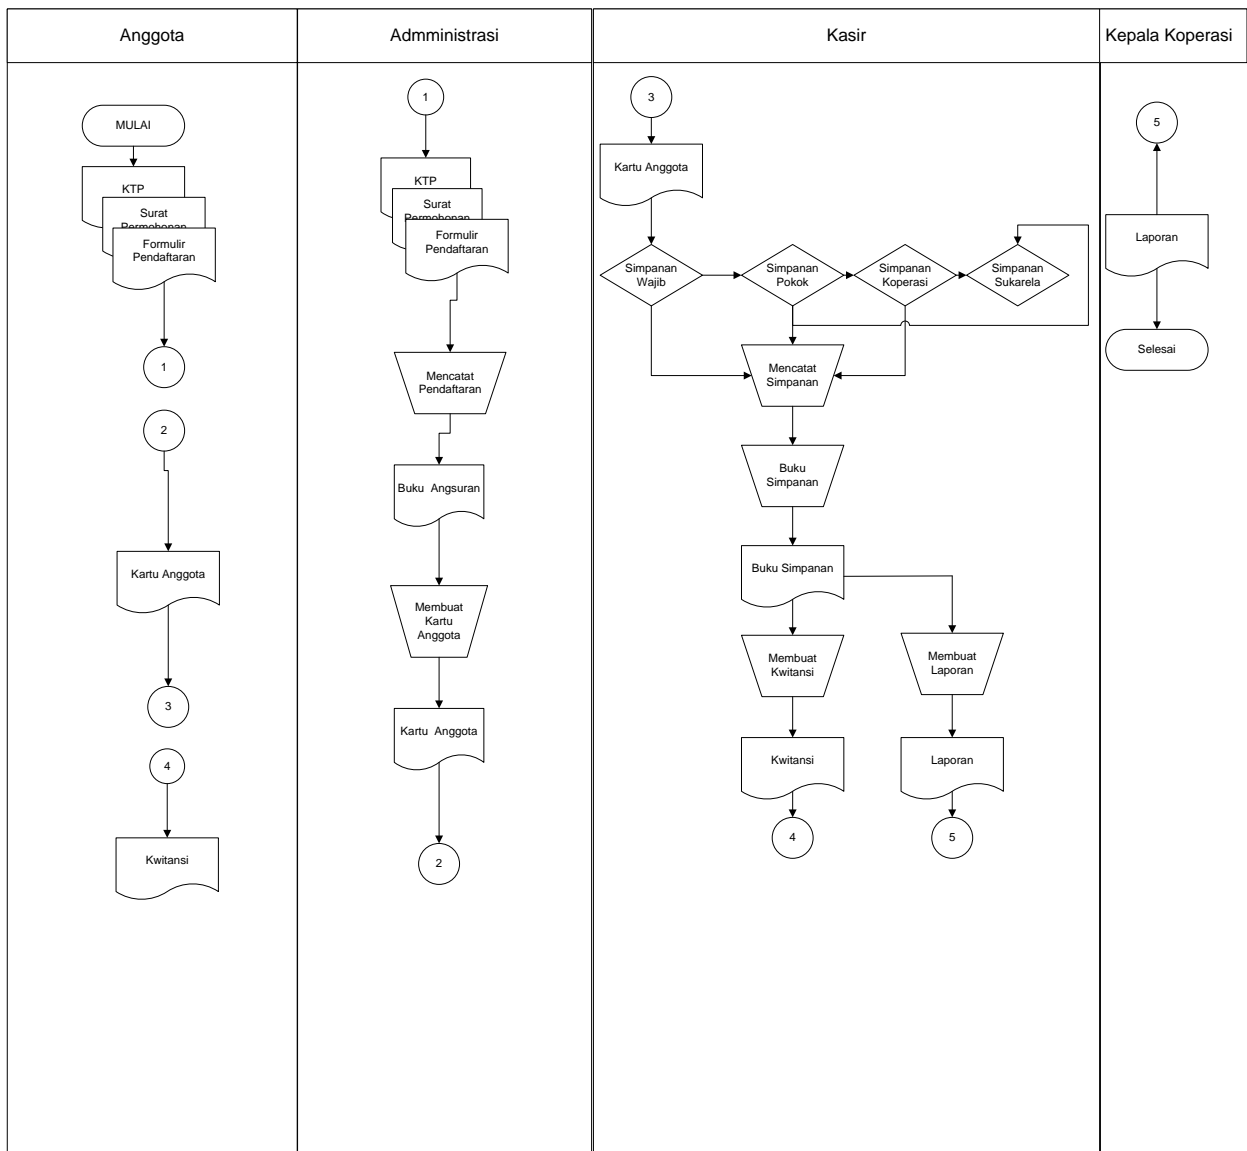 Anggota
Admministrasi
Kasir
Kepala Koperasi
MULAI
KTP
Surat
Permohonan
Formulir
Pendaftaran
1
2
Kartu Anggota
3
4
Kwitansi
1
KTP
Surat
Permohonan
Formulir
Pendaftaran
Mencatat
Pendaftaran
Buku Angsuran
Membuat
Kartu
Anggota
Kartu Anggota
2
3
Kartu Anggota
Simpanan
Wajib
Simpanan
Pokok
Simpanan
Koperasi
Simpanan
Sukarela
Mencatat
Simpanan
Buku
Simpanan
Buku Simpanan
Membuat
Kwitansi
Kwitansi
4
Membuat
Laporan
Laporan
5
5
Laporan
Selesai